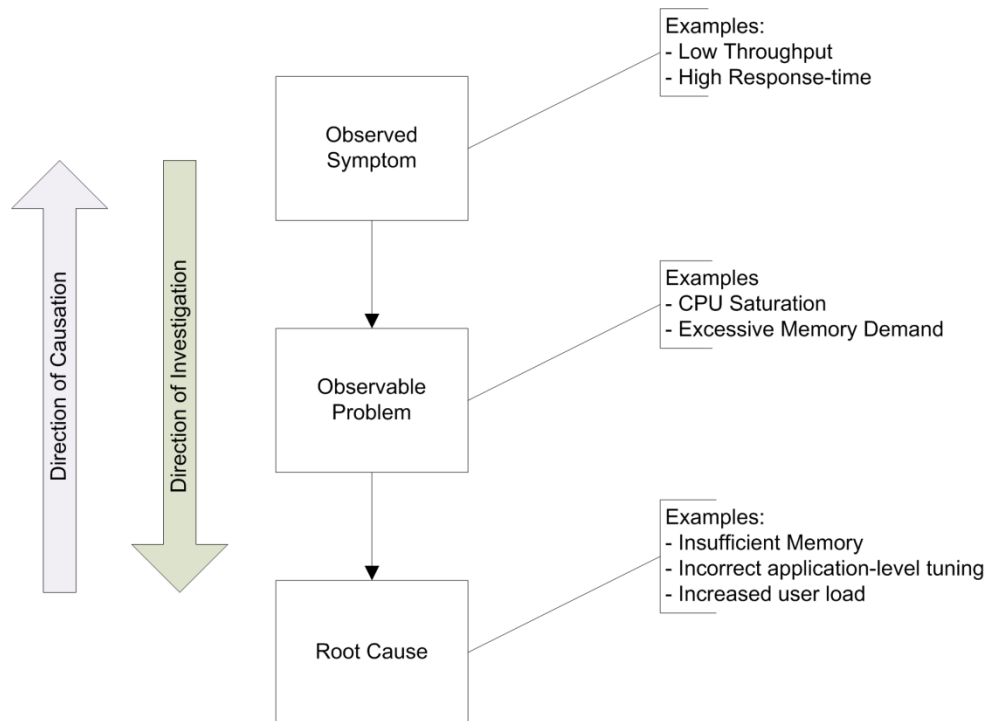 Examples:
- Low Throughput
- High Response-time
Observed
Symptom
Direction of Causation
Direction of Investigation
Examples
- CPU Saturation
- Excessive Memory Demand
Observable
Problem
Examples:
- Insufficient Memory
- Incorrect application-level tuning
- Increased user load
Root Cause